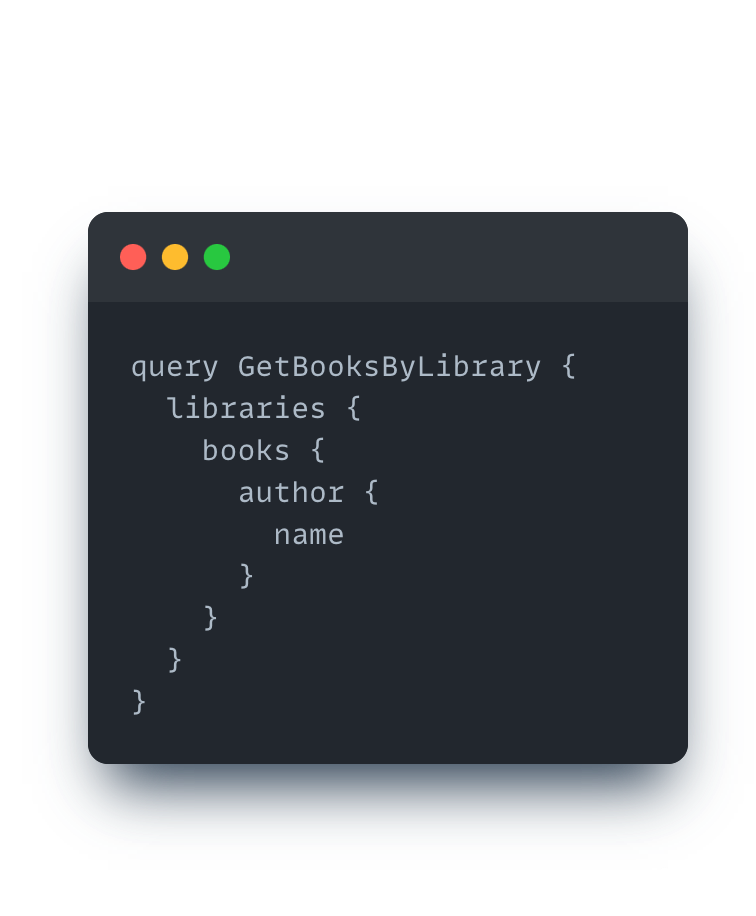 query GetBooksByLibrary {
  libraries {
    books {
      author {
        name
      }
    }
  }
}